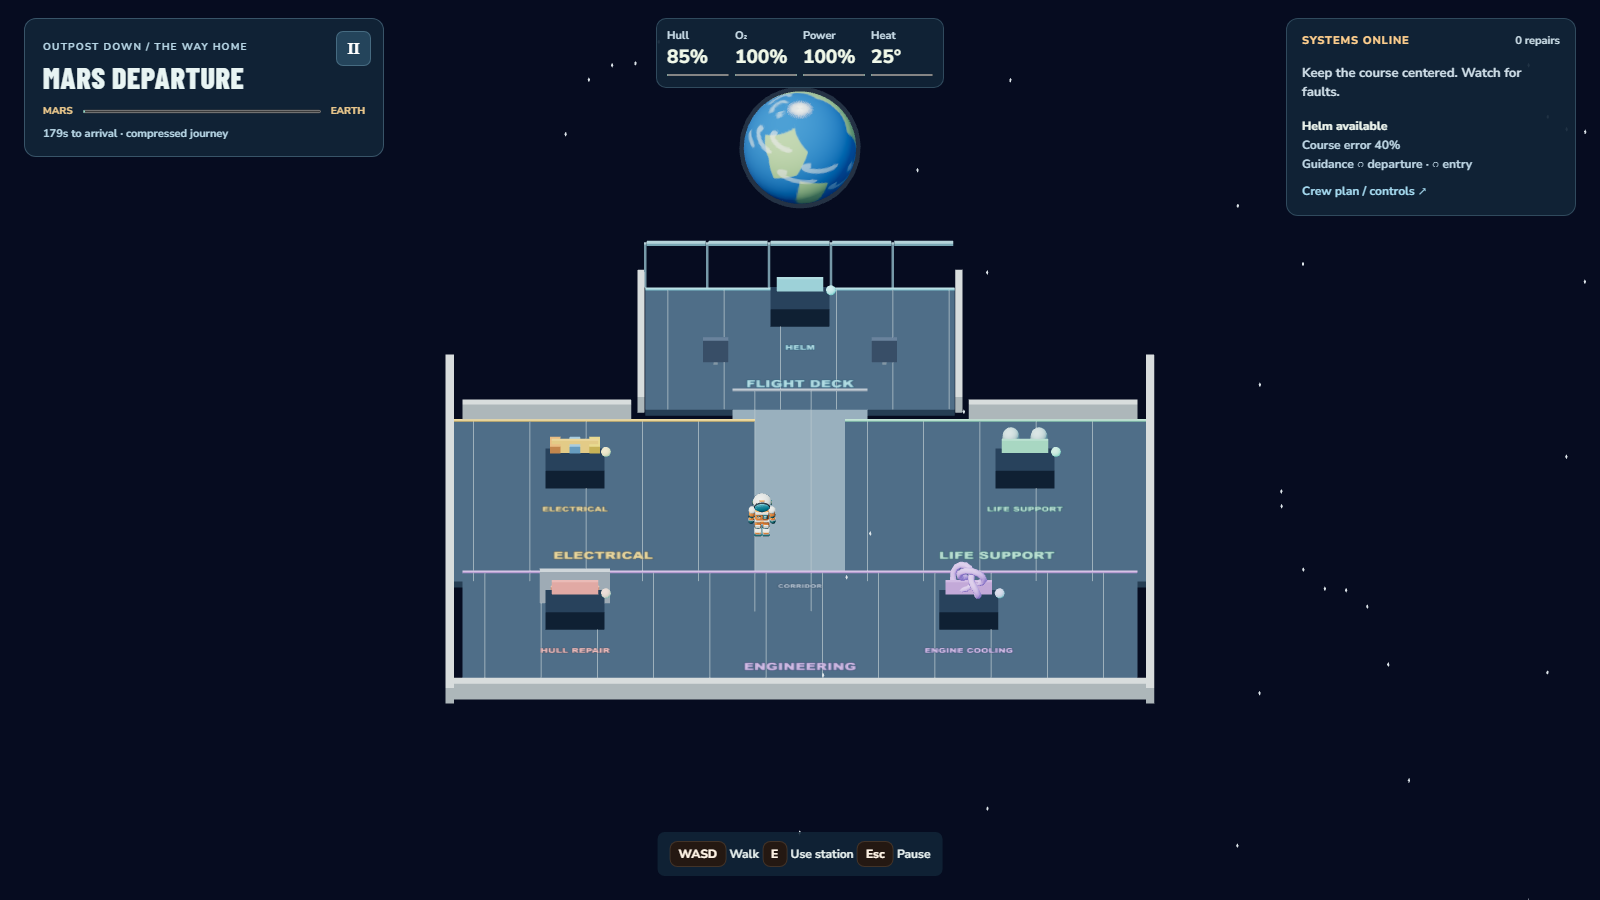 OUTPOST DOWN / THE WAY HOME
II
MARS DEPARTURE
MARS EARTH
179s to arrival · compressed journey
Hull O₂ Power Heat
85% 100% 100% 25°
SYSTEMS ONLINE 0 repairs
Keep the course centered. Watch for
faults.
Helm available
Course error 40%
Guidance ○ departure · ○ entry
Crew plan / controls ↗
HELM
FLIGHT DECK
ELECTRICAL
LIFE SUPPORT
ELECTRICAL
LIFE SUPPORT
CORRIDOR
HULL REPAIR
ENGINE COOLING
ENGINEERING
WASD Walk E Use station Esc Pause